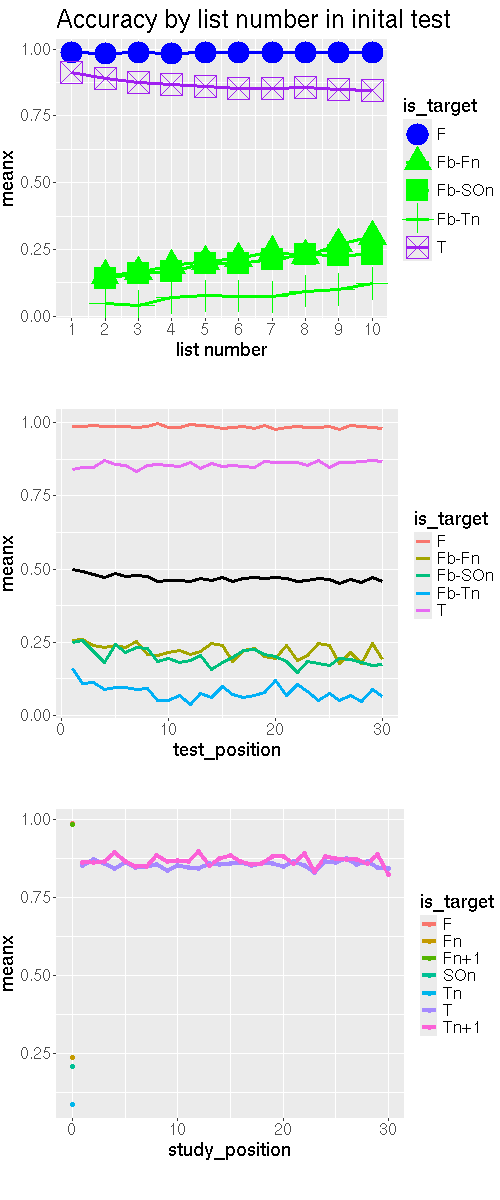 Accuracy by list number in inital test
1.00
0.75
0.50
0.25
0.00
meanx
1 2 3 4 5 6 7 8 9 10
list number
is_target
F
Fb-Fn
Fb-SOn
Fb-Tn
T
1.00
0.75
0.50
0.25
0.00
meanx
0 10 20 30
test_position
is_target
F
Fb-Fn
Fb-SOn
Fb-Tn
T
1.00
0.75
0.50
0.25
meanx
0 10 20 30
study_position
is_target
F
Fn
Fn+1
SOn
Tn
T
Tn+1